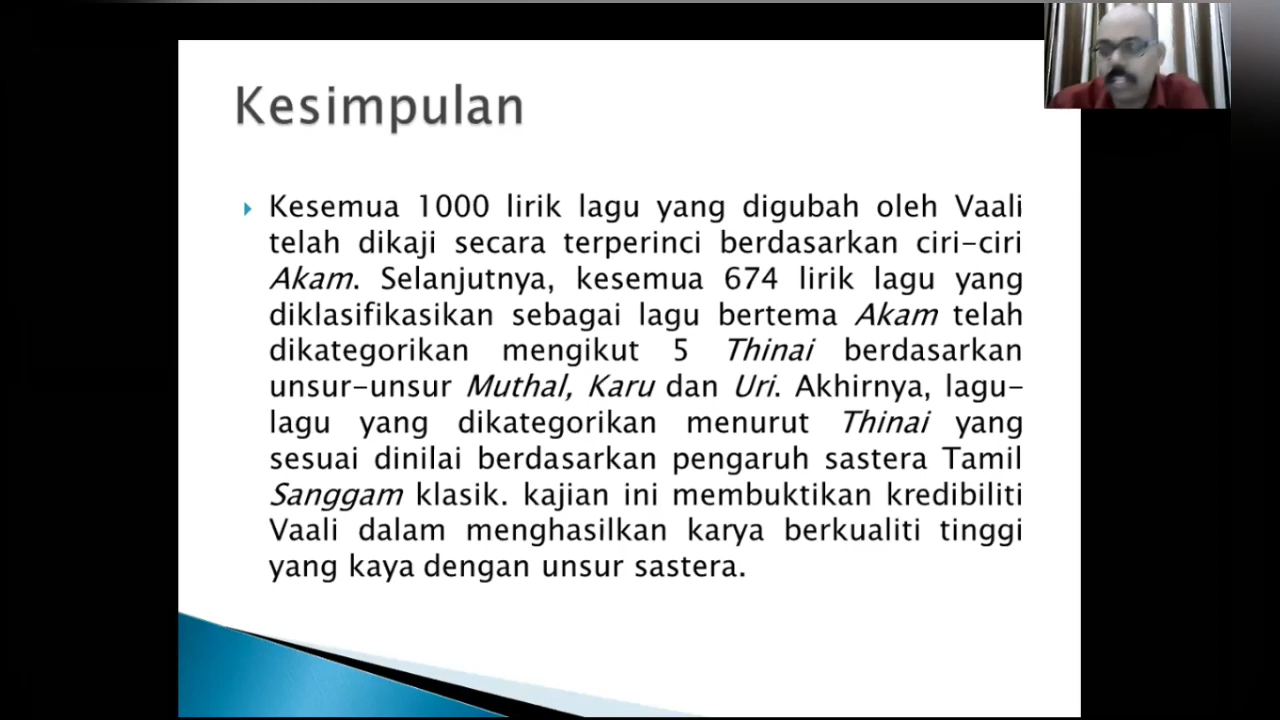 Kesimpulan
Kesemua 1000 lirik lagu yang digubah oleh Vaali
telah dikaji secara terperinci berdasarkan ciri-ciri
Akam. Selanjutnya, kesemua 674 lirik lagu yang
diklasifikasikan sebagai lagu bertema Akam telah
dikategorikan mengikut 5 Thinai berdasarkan
unsur-unsur Muthal, Karu dan Uri. Akhirnya, lagu-
lagu yang dikategorikan menurut Thinai yang
sesuai dinilai berdasarkan pengaruh sastera Tamil
Sanggam klasik. kajian ini membuktikan kredibiliti
Vaali dalam menghasilkan karya berkualiti tinggi
yang kaya dengan unsur sastera.